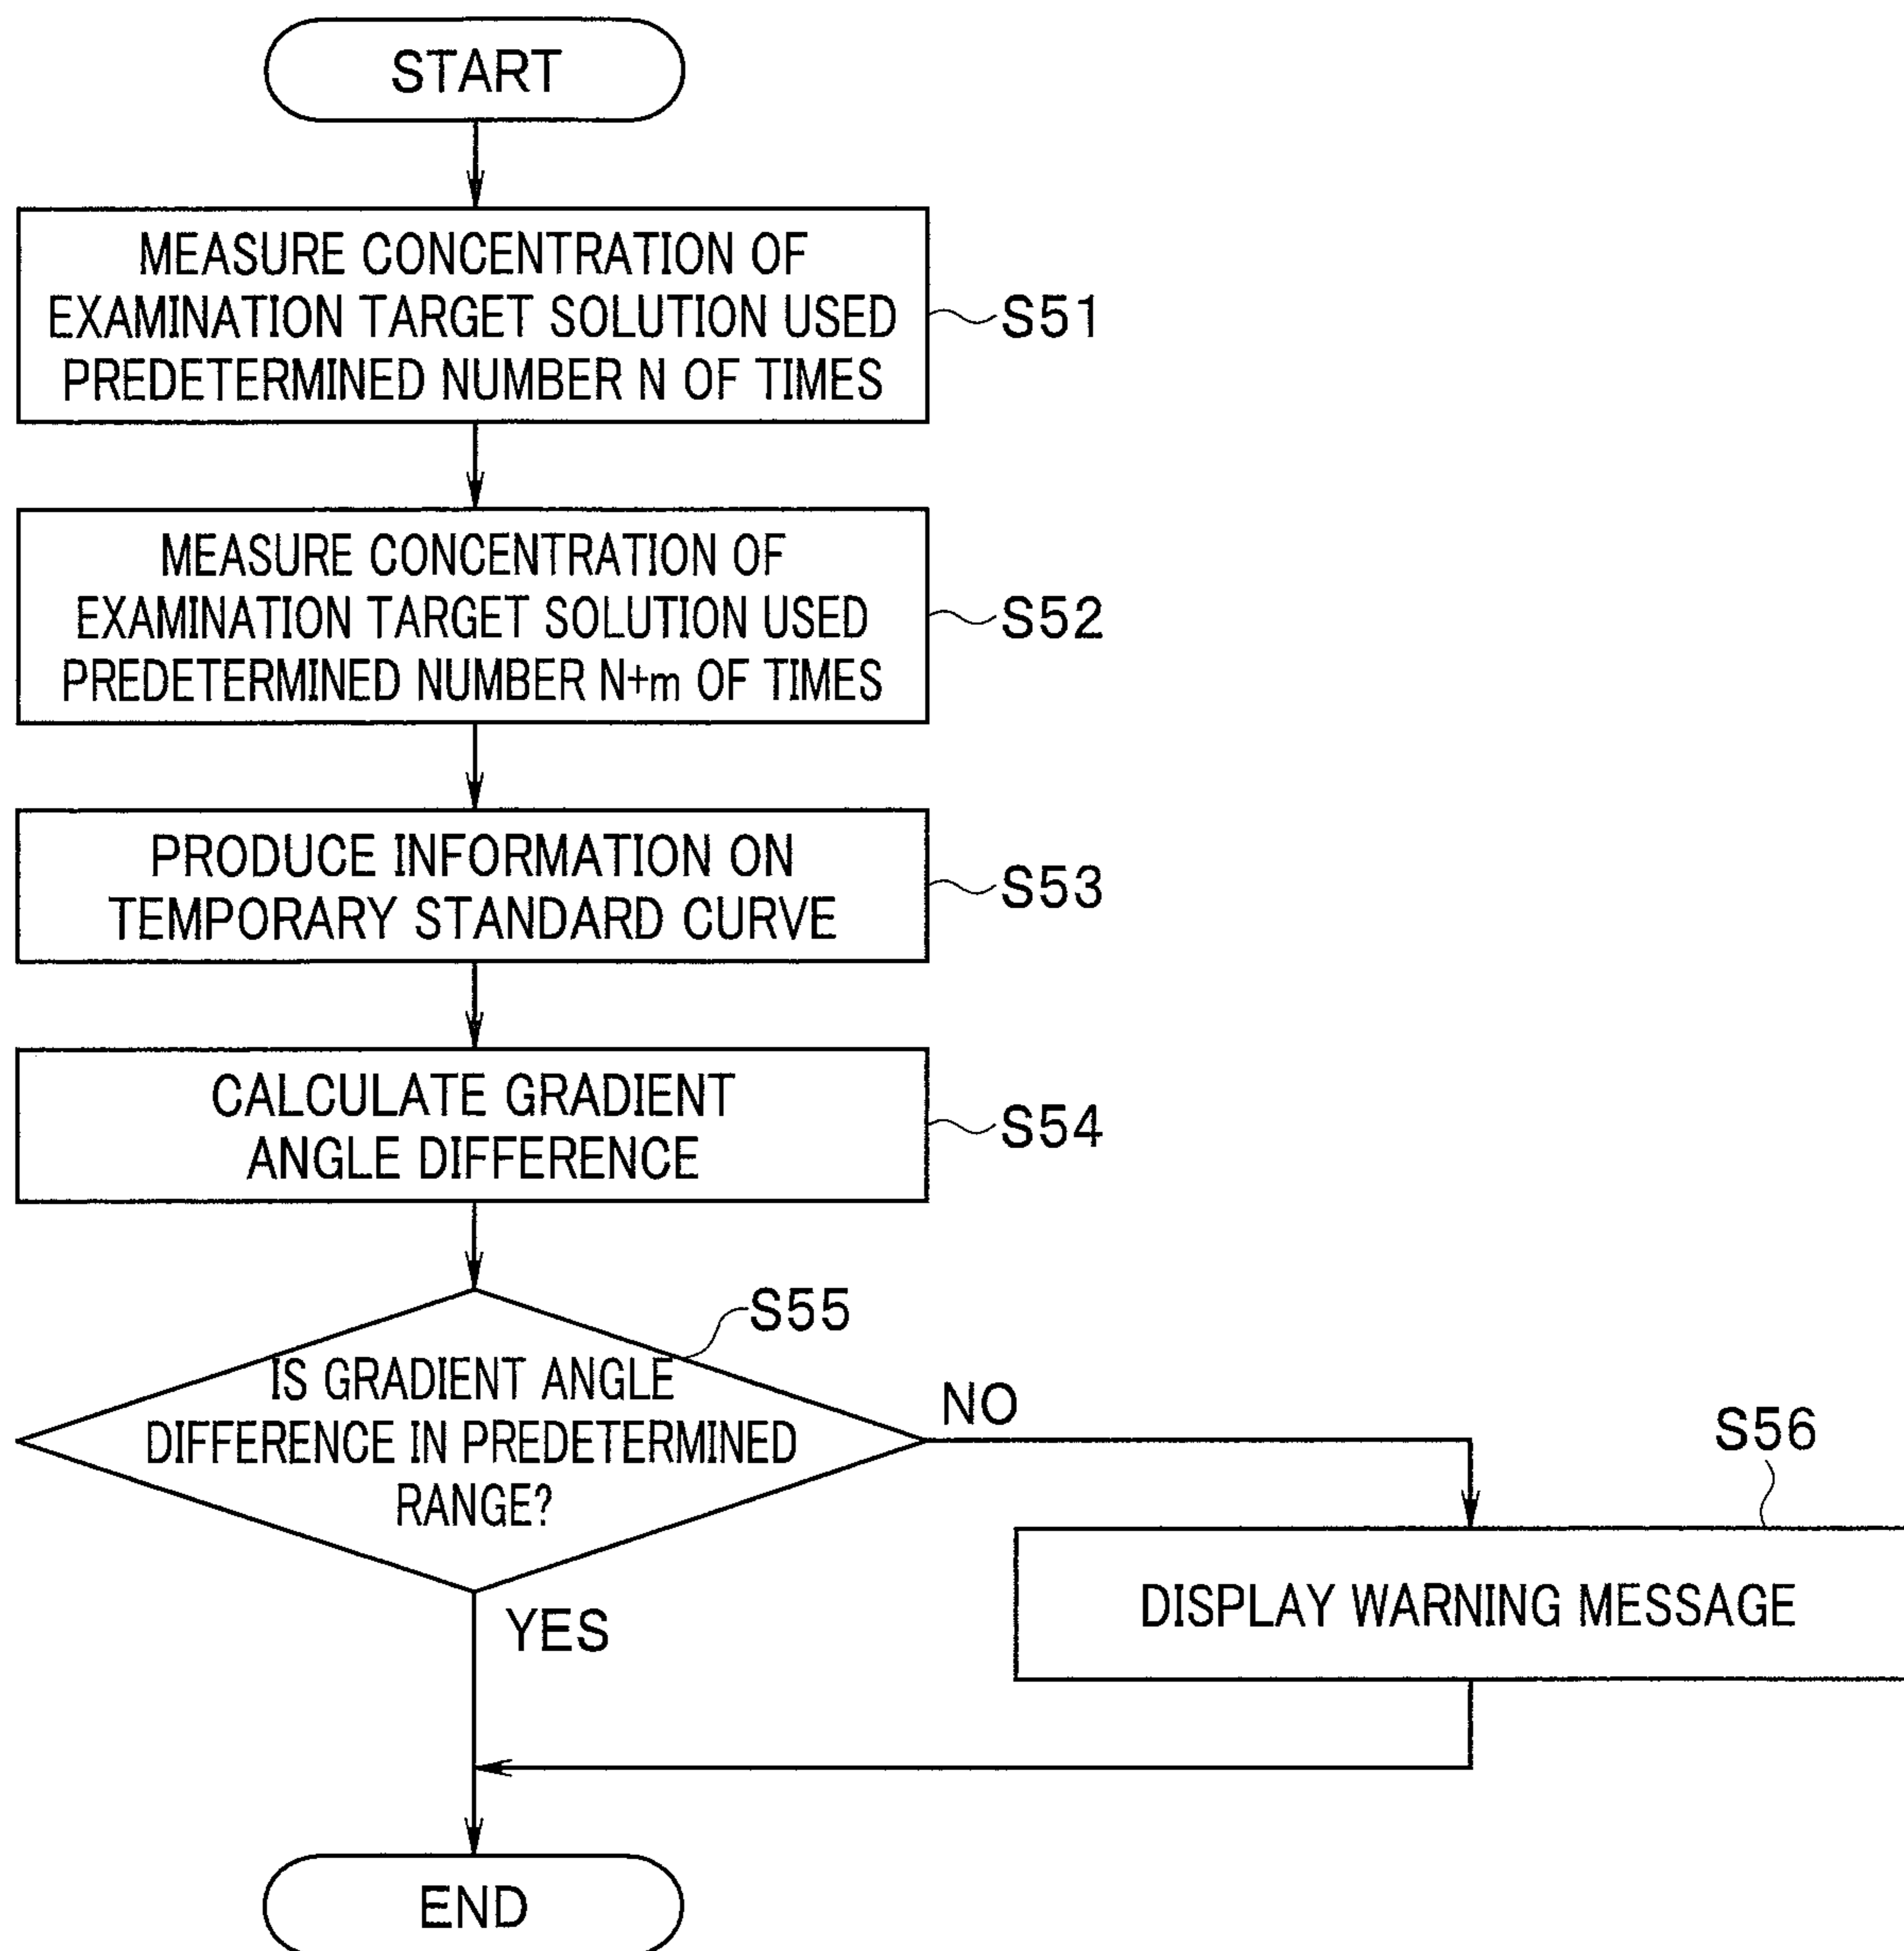 START
MEASURE CONCENTRATION OF
EXAMINATION TARGET SOLUTION USED
PREDETERMINED NUMBER N OF TIMES
S51
MEASURE CONCENTRATION OF
EXAMINATION TARGET SOLUTION USED
PREDETERMINED NUMBER N+m OF TIMES
S52
PRODUCE INFORMATION ON
TEMPORARY STANDARD CURVE
S53
CALCULATE GRADIENT
ANGLE DIFFERENCE
S54
S55
IS GRADIENT ANGLE
DIFFERENCE IN PREDETERMINED
RANGE?
NO
S56
DISPLAY WARNING MESSAGE
YES
END